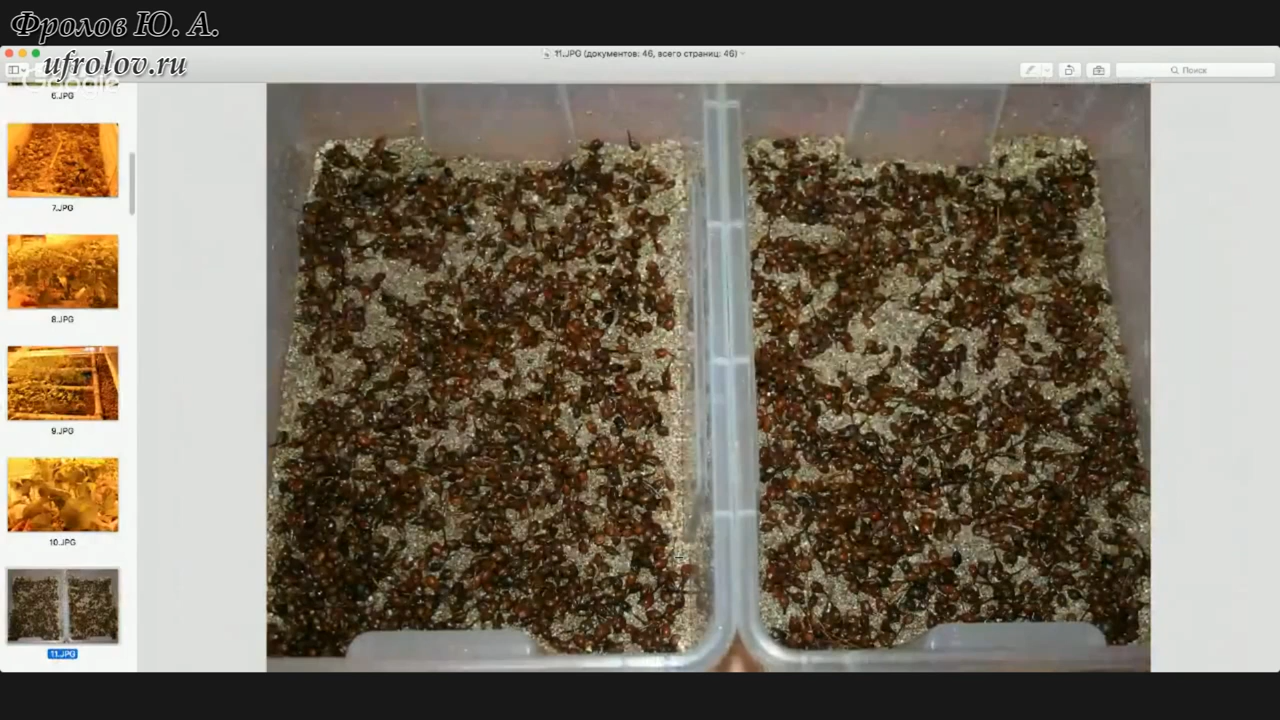 Фролов Ю. А.
ufrolov.ru
11.JPG (документов: 46, всего страниц: 46)
Google
Поиск
6.JPG
7.JPG
8.JPG
9.JPG
10.JPG
11.JPG